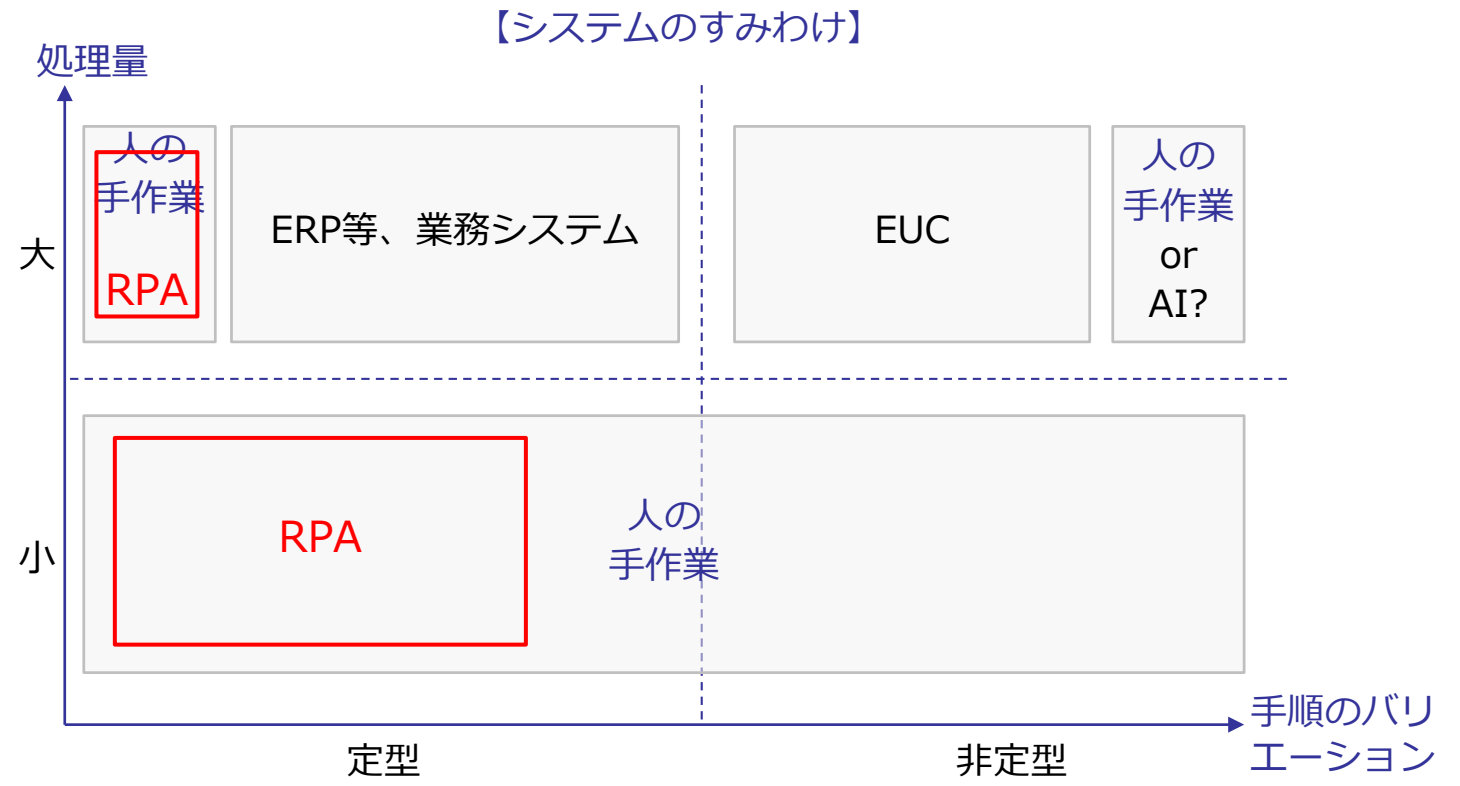 【システムのすみわけ】
処理量
大
人の
手作業
RPA
ERP等、業務システム
EUC
人の
手作業
or
AI?
小
RPA
人の
手作業
定型
非定型
手順のバリ
エーション